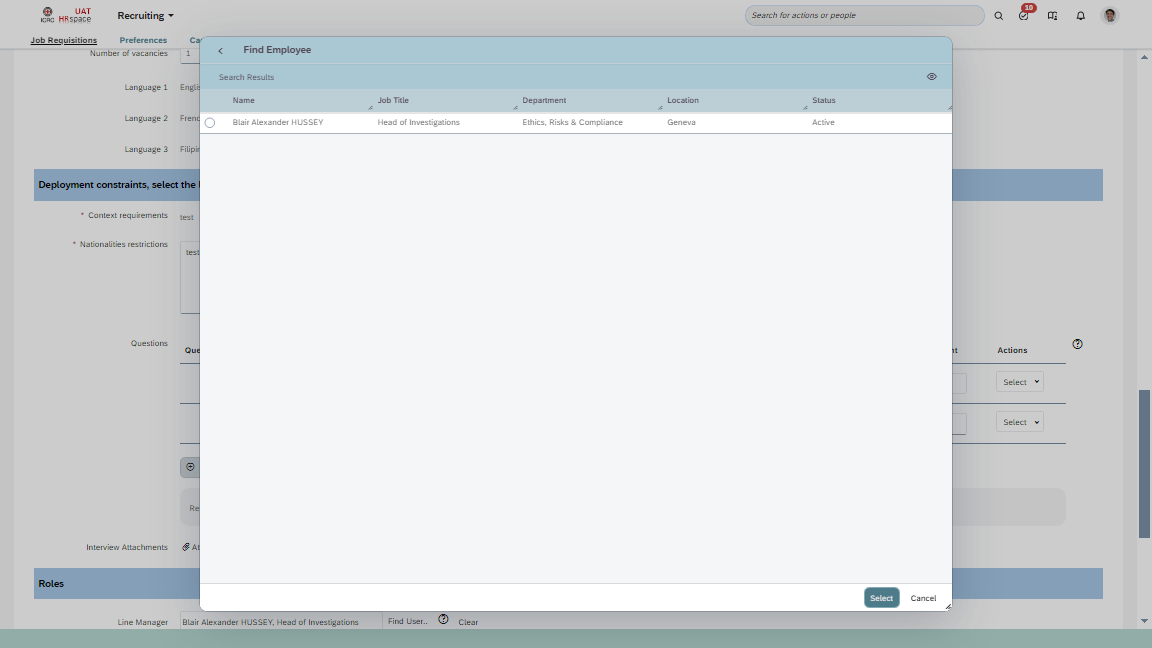 ICRC UAT HRspace Recruiting Search for actions or people 10
Job Requisitions Preferences Ca
Number of vacancies 1
Language 1 Engli
Language 2 Frenc
Language 3 Filipin
Deployment constraints, select the l
* Context requirements test
* Nationalities restrictions
test
Questions
Que nt Actions
Select
Select
Re
Interview Attachments At
Roles
Line Manager Blair Alexander HUSSEY, Head of Investigations Find User.. Clear
Find Employee
Search Results
Name Job Title Department Location Status
Blair Alexander HUSSEY Head of Investigations Ethics, Risks & Compliance Geneva Active
Select Cancel